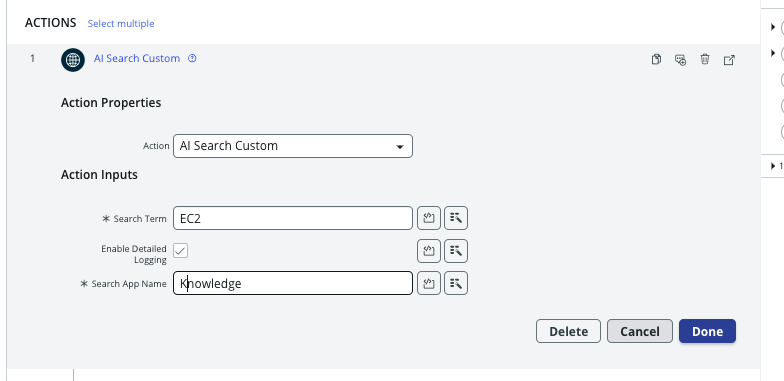 ACTIONS Select multiple
1 AI Search Custom
Action Properties
Action AI Search Custom
Action Inputs
Search Term EC2
Enable Detailed
Logging
Search App Name Knowledge
Delete Cancel Done
1